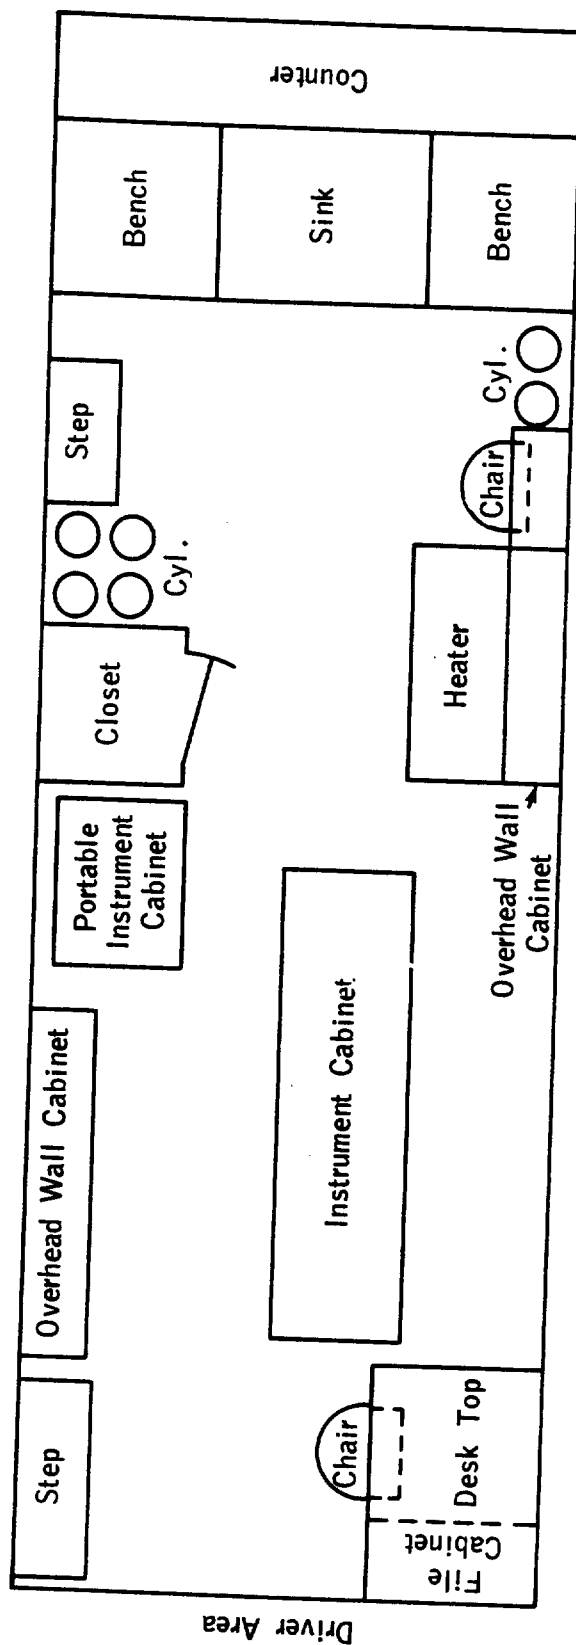 Counter
Bench
Sink
Bench
Step
Cyl.
Cyl.
Chair
Closet
Heater
Portable
Instrument
Cabinet
Overhead Wall
Cabinet
Overhead Wall Cabinet
Instrument Cabinet
Step
Chair
Desk Top
File
Cabinet
Driver Area